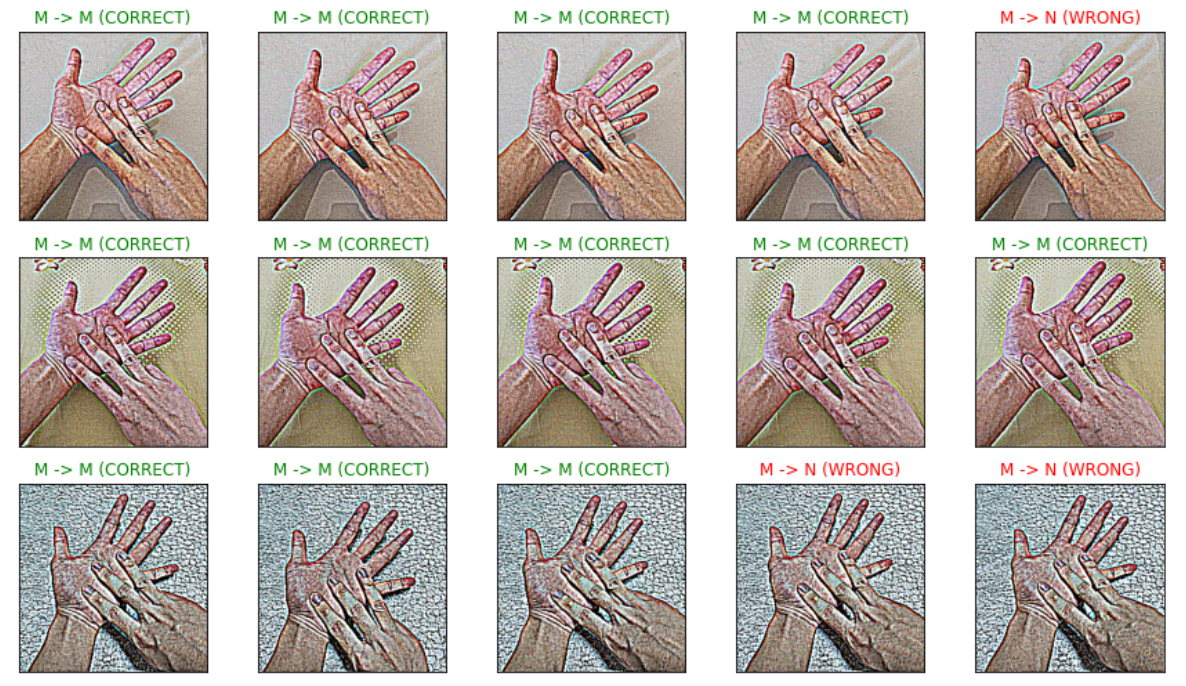 M -> M (CORRECT) M -> M (CORRECT) M -> M (CORRECT) M -> M (CORRECT) M -> N (WRONG)
M -> M (CORRECT) M -> M (CORRECT) M -> M (CORRECT) M -> M (CORRECT) M -> M (CORRECT)
M -> M (CORRECT) M -> M (CORRECT) M -> M (CORRECT) M -> N (WRONG) M -> N (WRONG)